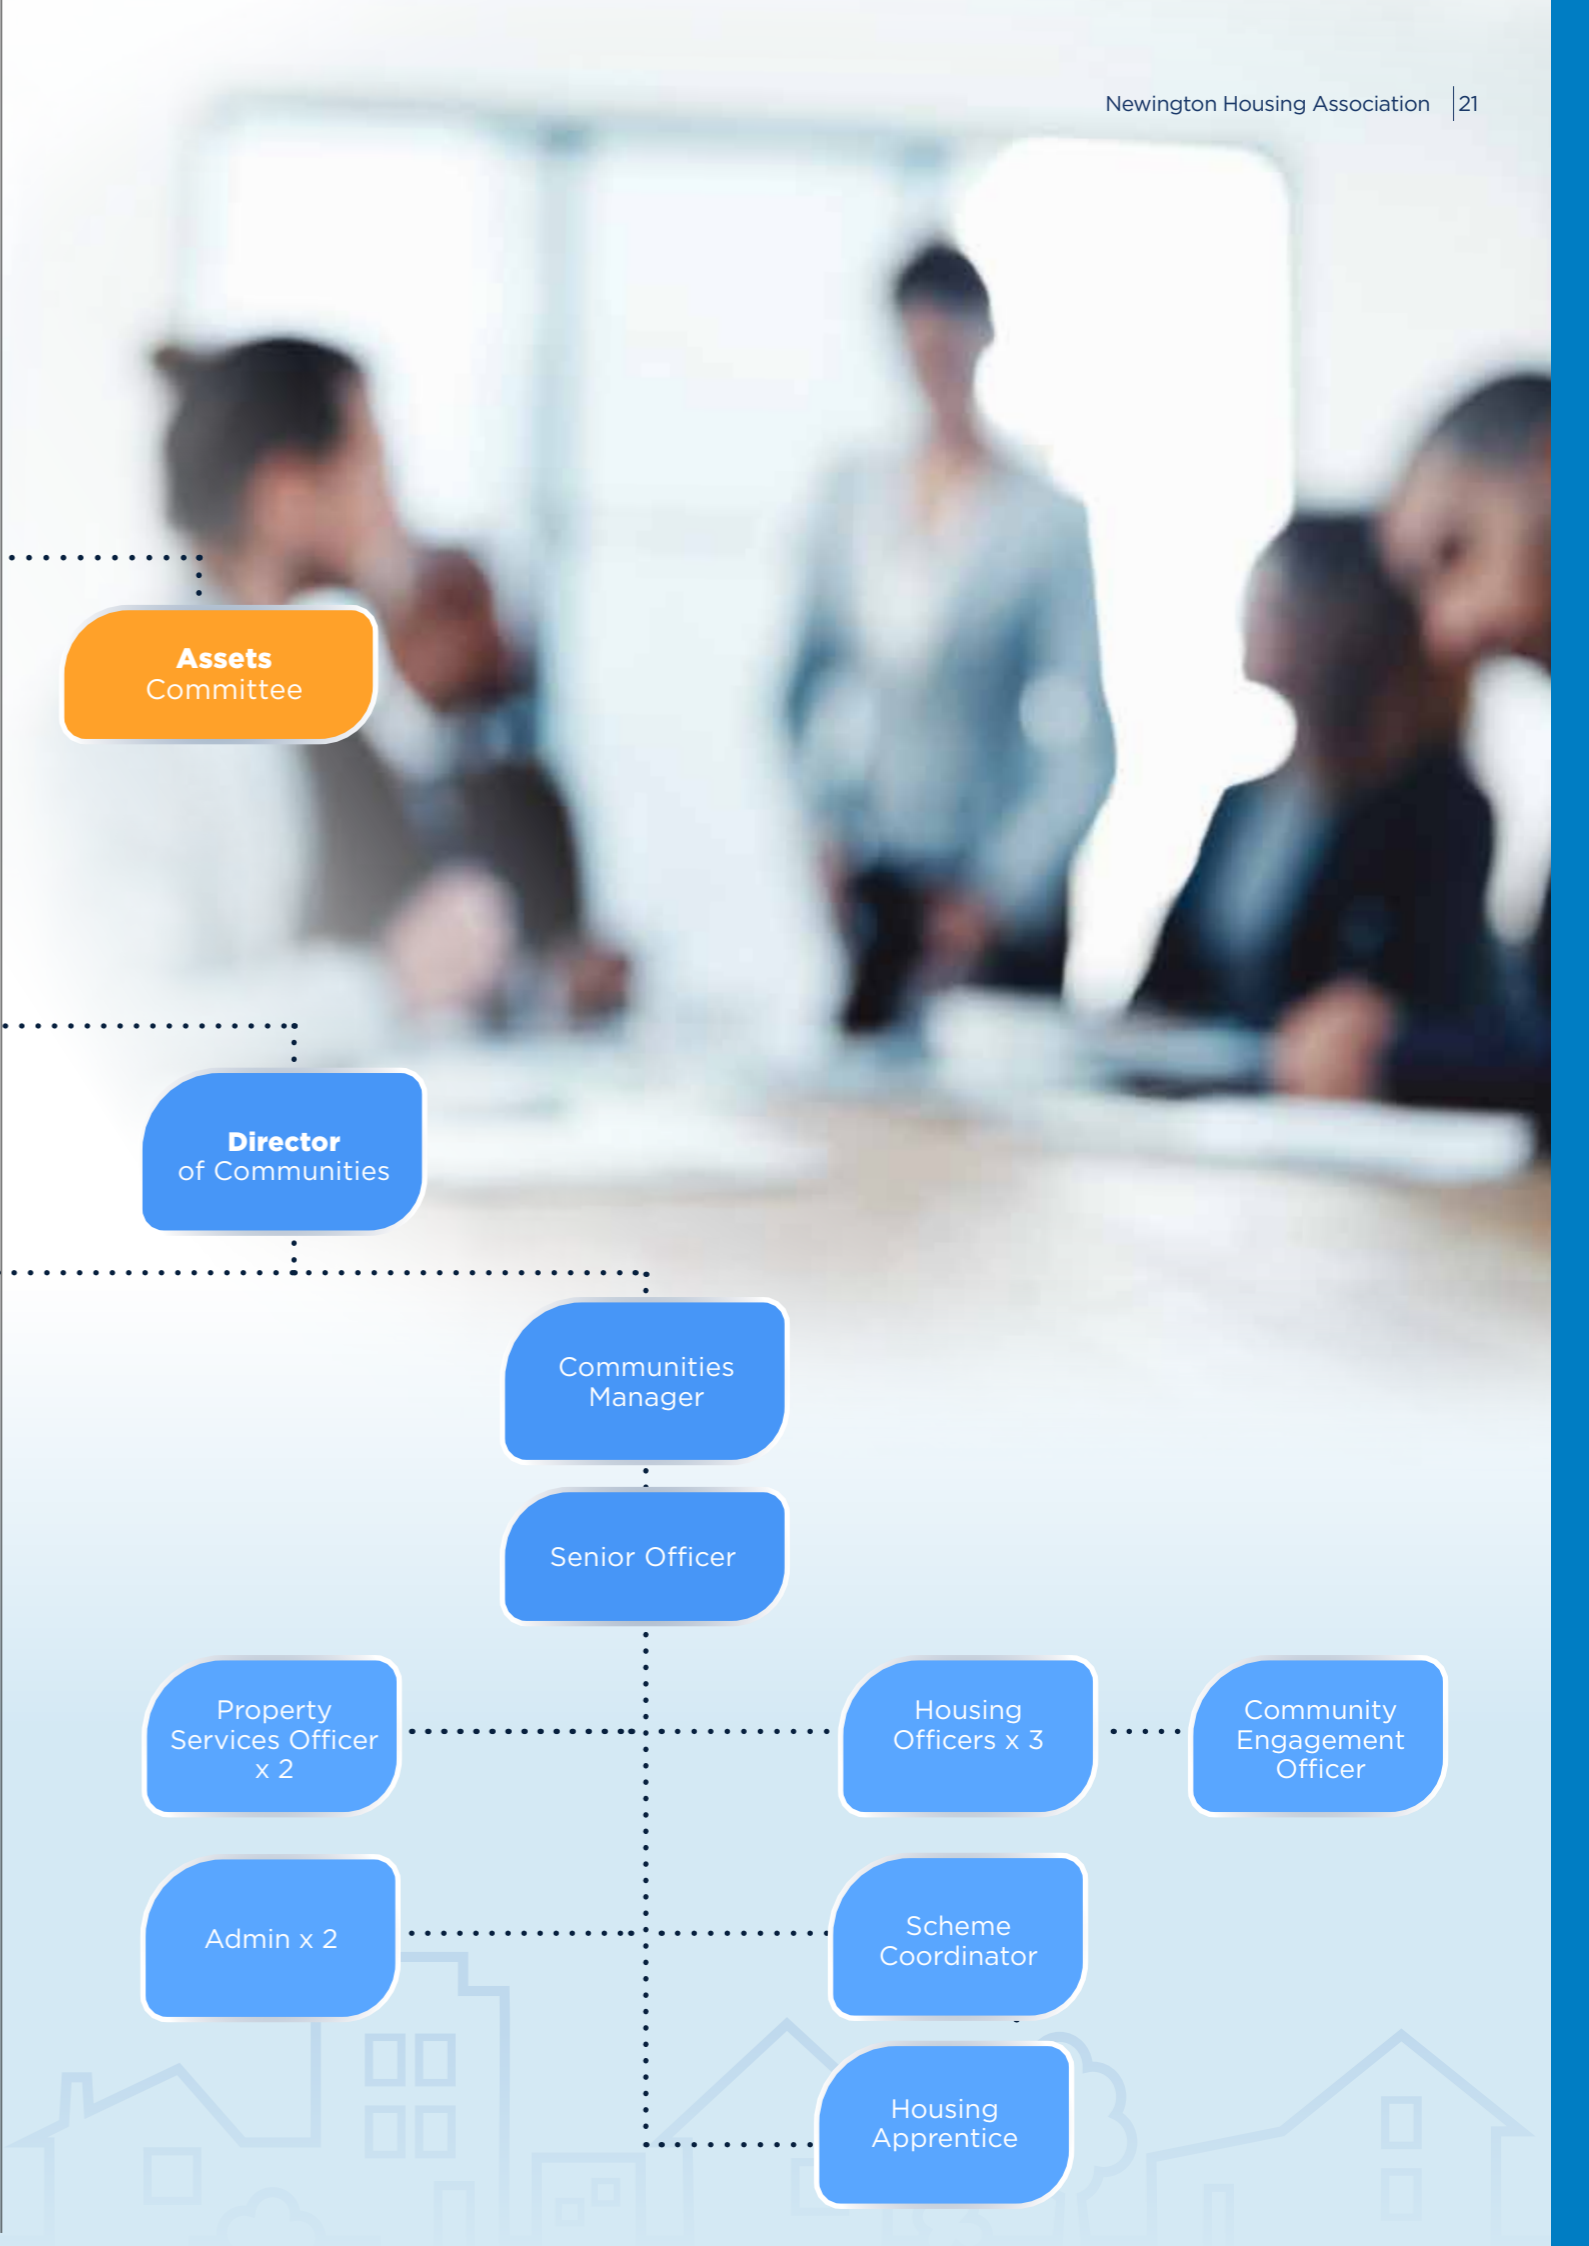 Newington Housing Association 21
Assets
Committee
Director
of Communities
Communities
Manager
Senior Officer
Property
Services Officer
x 2
Housing
Officers x 3
Community
Engagement
Officer
Admin x 2
Scheme
Coordinator
Housing
Apprentice